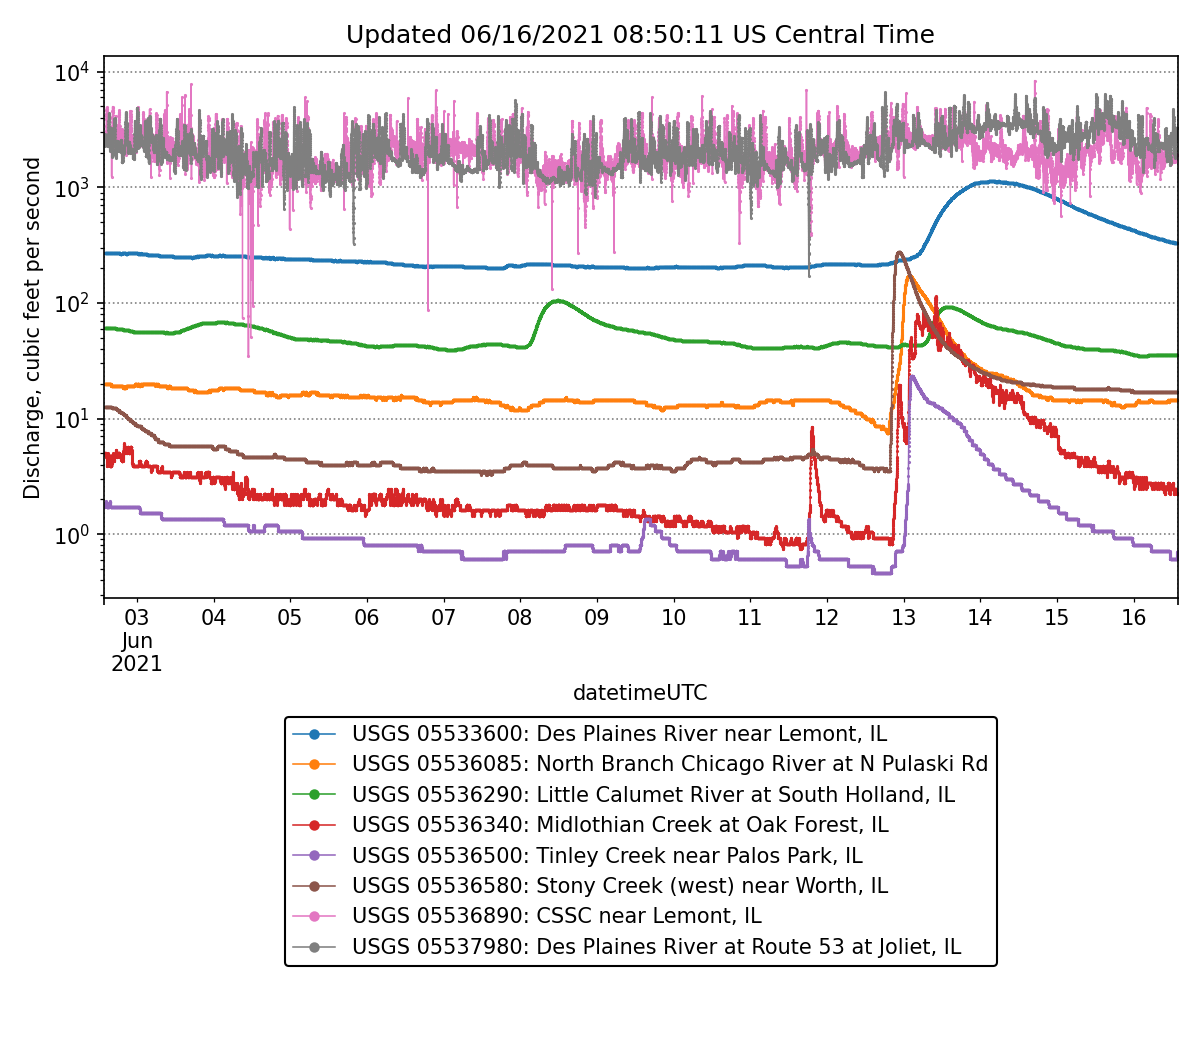 Updated 06/16/2021 08:50:11 US Central Time
Discharge, cubic feet per second
10^4
10^3
10^2
10^1
10^0
03 04 05 06 07 08 09 10 11 12 13 14 15 16
Jun
2021
datetimeUTC
USGS 05533600: Des Plaines River near Lemont, IL
USGS 05536085: North Branch Chicago River at N Pulaski Rd
USGS 05536290: Little Calumet River at South Holland, IL
USGS 05536340: Midlothian Creek at Oak Forest, IL
USGS 05536500: Tinley Creek near Palos Park, IL
USGS 05536580: Stony Creek (west) near Worth, IL
USGS 05536890: CSSC near Lemont, IL
USGS 05537980: Des Plaines River at Route 53 at Joliet, IL